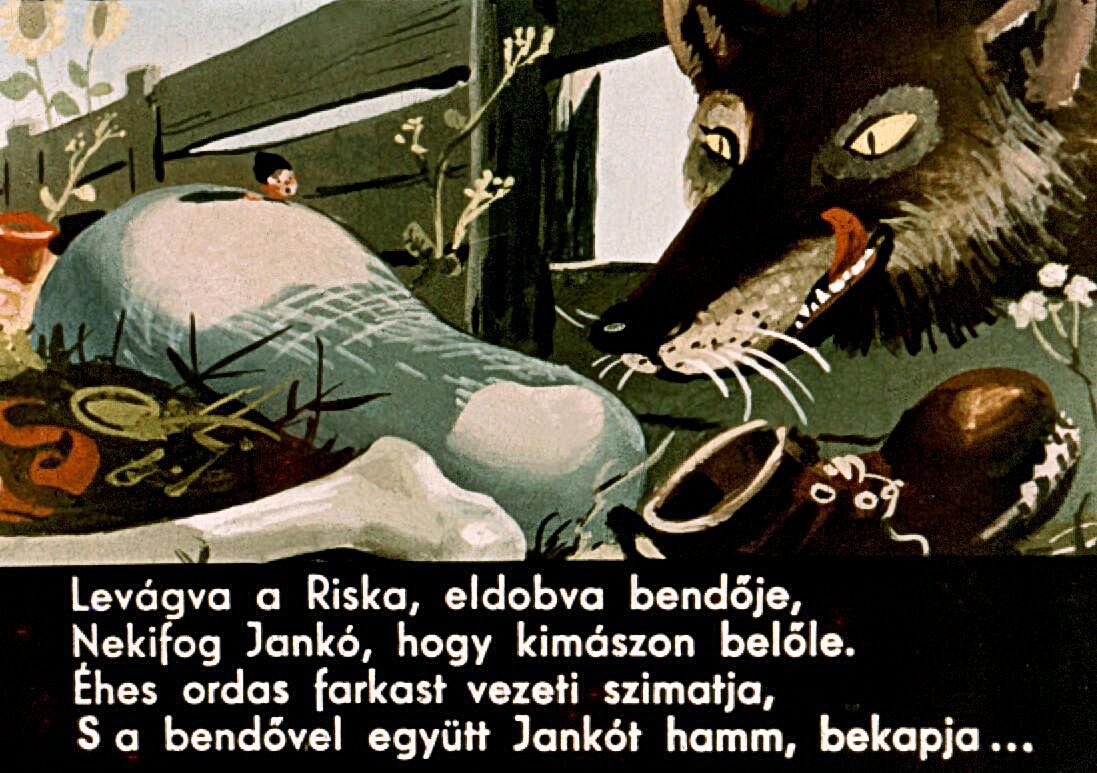 Levágva a Riska, eldobva bendője,
Nekifog Jankó, hogy kimászon belőle.
Éhes ordas farkast vezeti szimatja,
S a bendővel együtt Jankót hamm, bekapja...